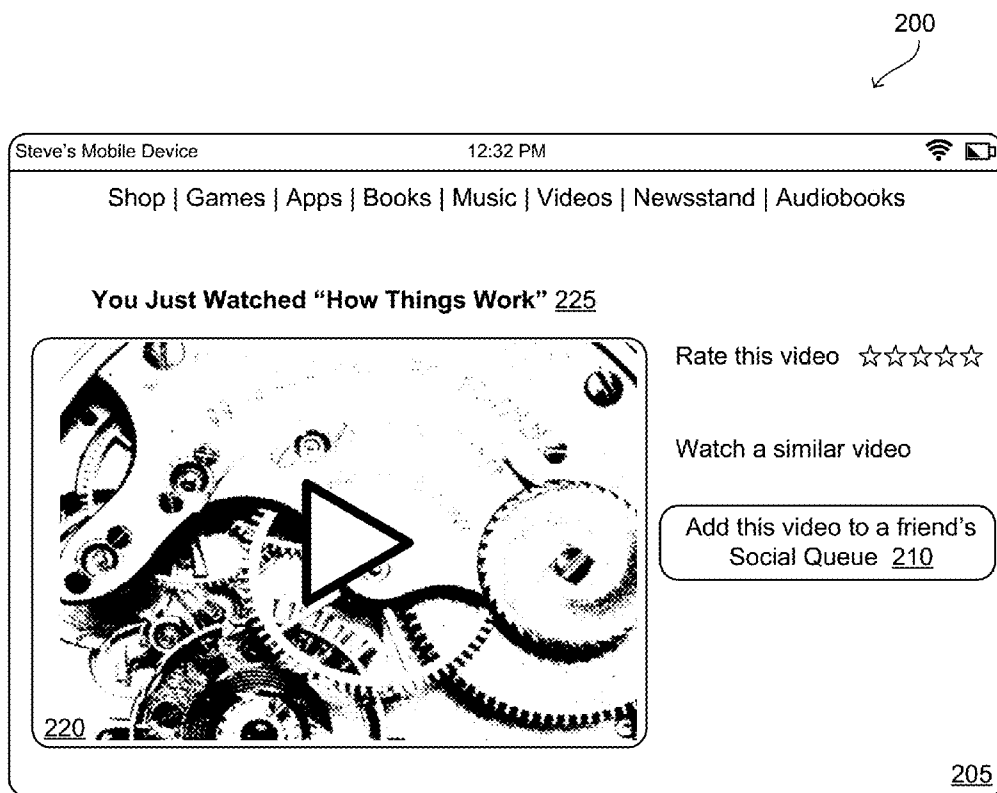 200
Steve's Mobile Device 12:32 PM
Shop | Games | Apps | Books | Music | Videos | Newsstand | Audiobooks
You Just Watched “How Things Work” 225
Rate this video ☆☆☆☆☆
Watch a similar video
Add this video to a friend's
Social Queue 210
220
205